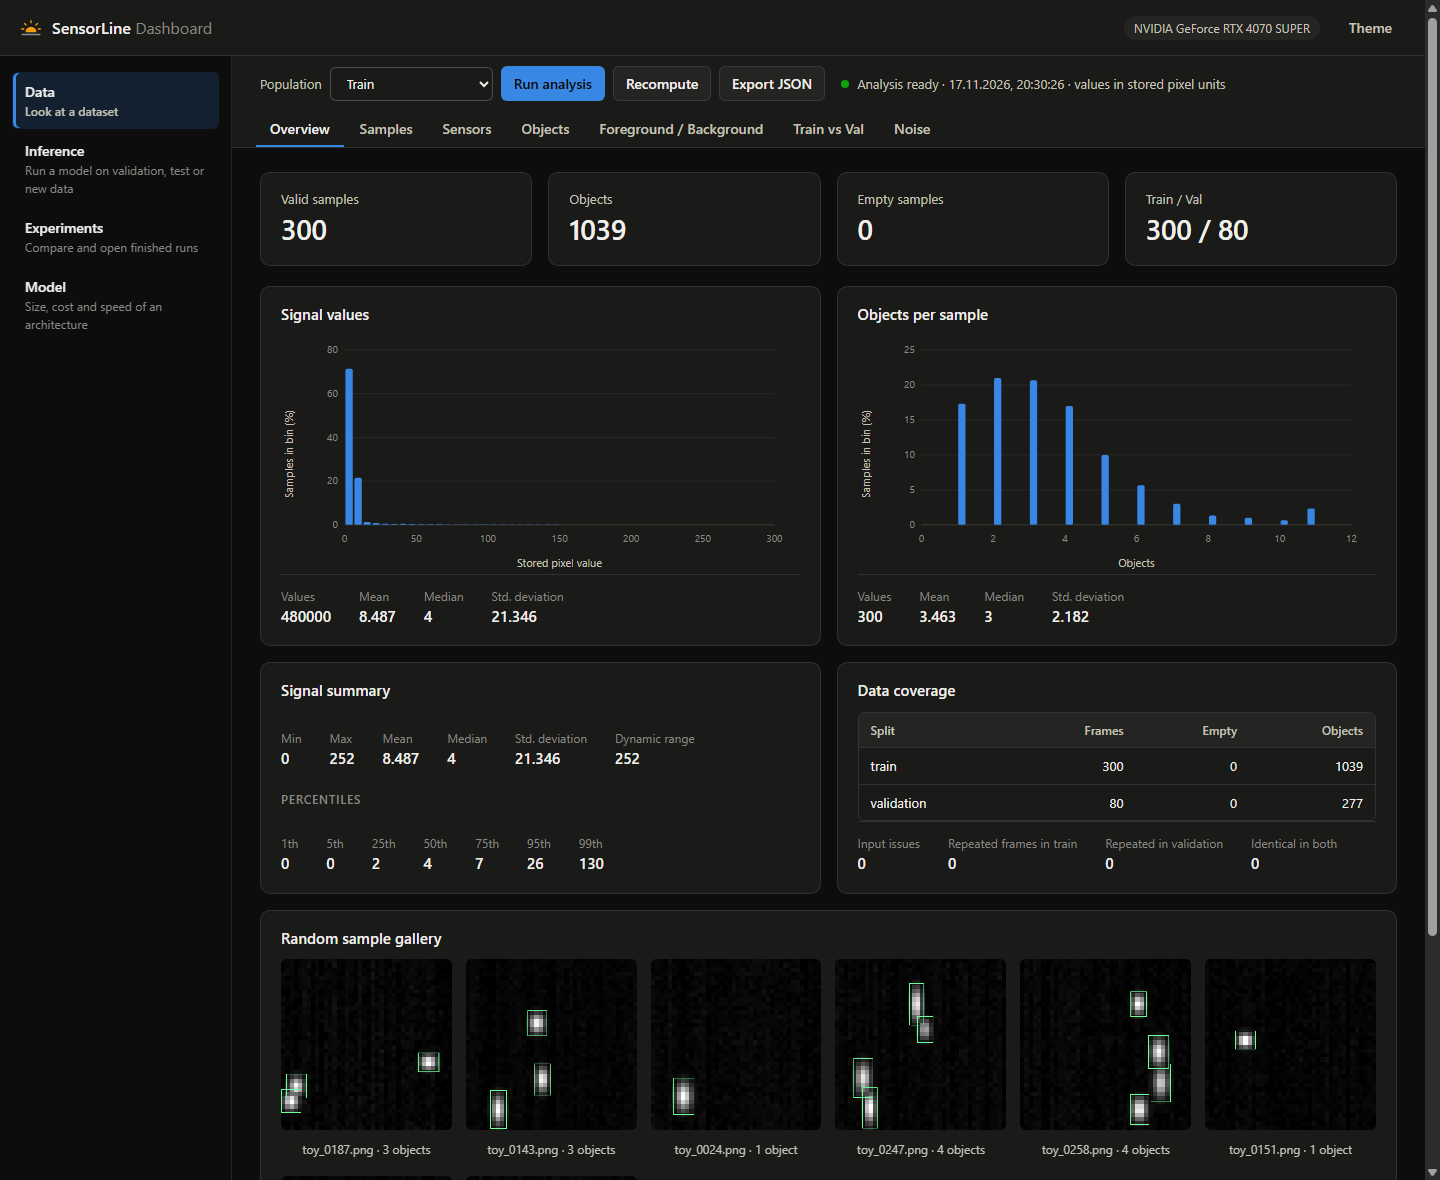 SensorLine Dashboard
NVIDIA GeForce RTX 4070 SUPER
Theme
Data
Look at a dataset
Inference
Run a model on validation, test or
new data
Experiments
Compare and open finished runs
Model
Size, cost and speed of an
architecture
Population
Train
Run analysis
Recompute
Export JSON
Analysis ready · 17.11.2026, 20:30:26 · values in stored pixel units
Overview
Samples
Sensors
Objects
Foreground / Background
Train vs Val
Noise
Valid samples
300
Objects
1039
Empty samples
0
Train / Val
300 / 80
Signal values
80
60
40
20
0
Samples in bin (%)
0 50 100 150 200 250 300
Stored pixel value
Values Mean Median Std. deviation
480000 8.487 4 21.346
Objects per sample
25
20
15
10
5
0
Samples in bin (%)
0 2 4 6 8 10 12
Objects
Values Mean Median Std. deviation
300 3.463 3 2.182
Signal summary
Min Max Mean Median Std. deviation Dynamic range
0 252 8.487 4 21.346 252
PERCENTILES
1th 5th 25th 50th 75th 95th 99th
0 0 2 4 7 26 130
Data coverage
Split Frames Empty Objects
train 300 0 1039
validation 80 0 277
Input issues Repeated frames in train Repeated in validation Identical in both
0 0 0 0
Random sample gallery
toy_0187.png · 3 objects
toy_0143.png · 3 objects
toy_0024.png · 1 object
toy_0247.png · 4 objects
toy_0258.png · 4 objects
toy_0151.png · 1 object